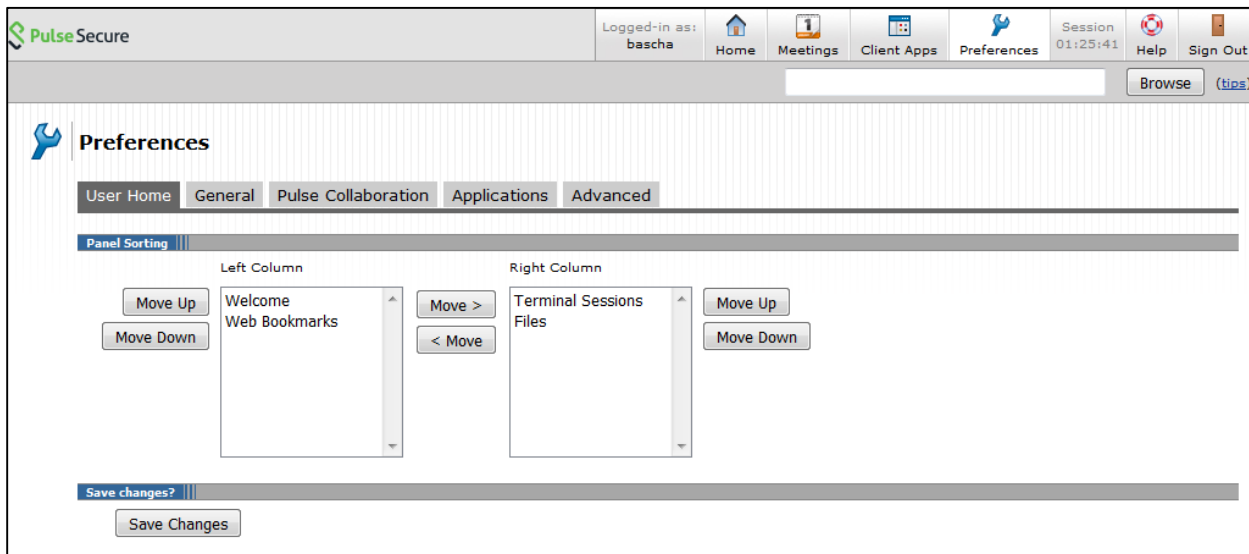 Pulse Secure
Logged-in as:
bascha
Home
1
Meetings
Client Apps
Preferences
Session
01:25:41
Help
Sign Out
Browse
(tips)
Preferences
User Home General Pulse Collaboration Applications Advanced
Panel Sorting
Left Column Right Column
Move Up Welcome Move > Terminal Sessions Move Up
Web Bookmarks Files
Move Down < Move Move Down
Save changes?
Save Changes